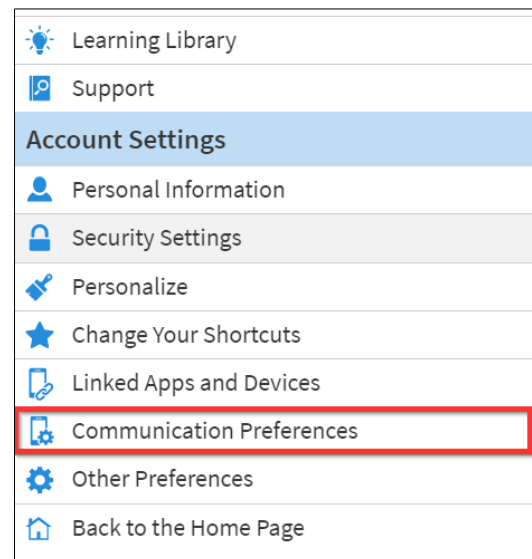 Learning Library
Support
Account Settings
Personal Information
Security Settings
Personalize
Change Your Shortcuts
Linked Apps and Devices
Communication Preferences
Other Preferences
Back to the Home Page